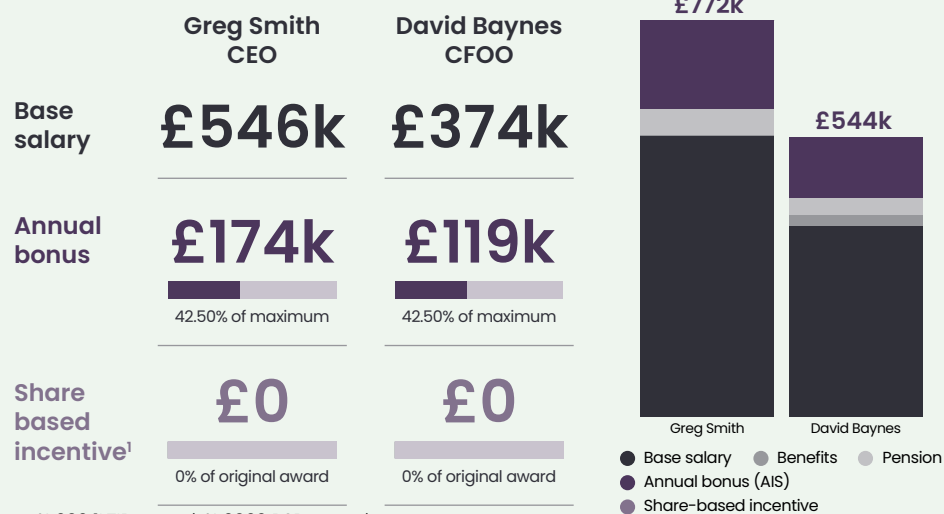 Greg Smith
CEO
David Baynes
CFOO
Base
salary
£546k
£374k
Annual
bonus
£174k
£119k
42.50% of maximum
42.50% of maximum
Share
based
incentive¹
£0
£0
0% of original award
0% of original award
£772k
£544k
Greg Smith
David Baynes
Base salary
Benefits
Pension
Annual bonus (AIS)
Share-based incentive